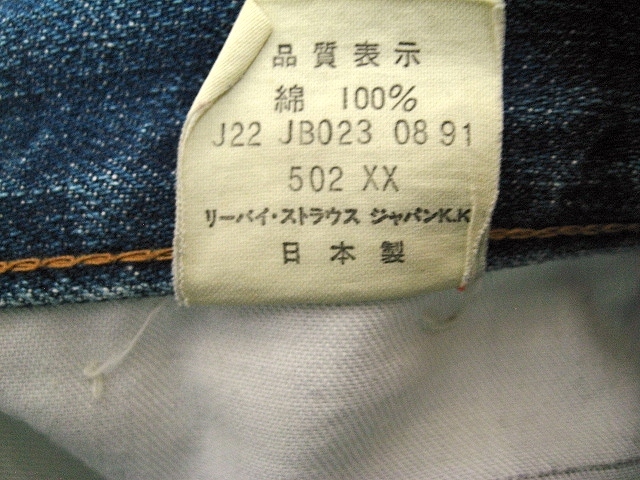 品質表示
綿 100%
J22 JB023 08 91
502 XX
リーバイ・ストラウス ジャパンK.K
日本製